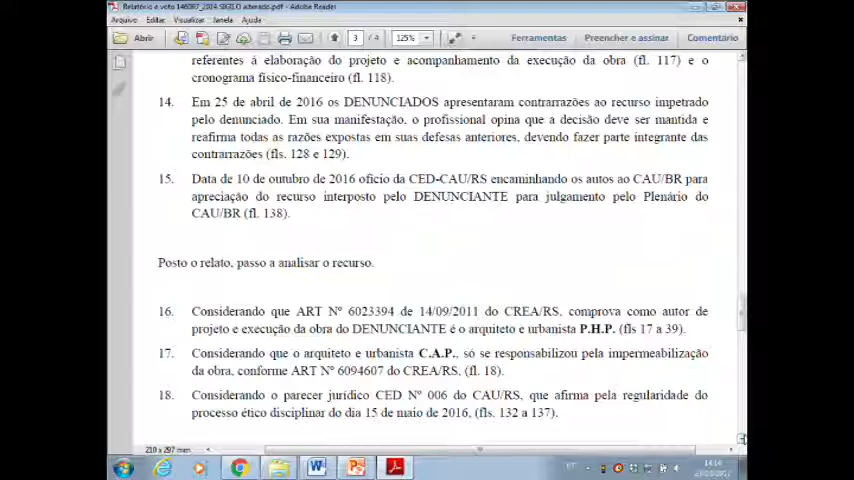 Relatório e voto 146087_2014 SIGILO alterado.pdf - Adobe Reader
Arquivo Editar Visualizar Janela Ajuda
Abrir 3 / 4 125% Ferramentas Preencher e assinar Comentário
referentes à elaboração do projeto e acompanhamento da execução da obra (fl. 117) e o
cronograma físico-financeiro (fl. 118).
14. Em 25 de abril de 2016 os DENUNCIADOS apresentaram contrarrazões ao recurso impetrado
pelo denunciado. Em sua manifestação, o profissional opina que a decisão deve ser mantida e
reafirma todas as razões expostas em suas defesas anteriores, devendo fazer parte integrante das
contrarrazões (fls. 128 e 129).
15. Data de 10 de outubro de 2016 oficio da CED-CAU/RS encaminhando os autos ao CAU/BR para
apreciação do recurso interposto pelo DENUNCIANTE para julgamento pelo Plenário do
CAU/BR (fl. 138).
Posto o relato, passo a analisar o recurso.
16. Considerando que ART Nº 6023394 de 14/09/2011 do CREA/RS, comprova como autor de
projeto e execução da obra do DENUNCIANTE é o arquiteto e urbanista P.H.P. (fls 17 a 39).
17. Considerando que o arquiteto e urbanista C.A.P., só se responsabilizou pela impermeabilização
da obra, conforme ART Nº 6094607 do CREA/RS, (fl. 18).
18. Considerando o parecer jurídico CED Nº 006 do CAU/RS, que afirma pela regularidade do
processo ético disciplinar do dia 15 de maio de 2016, (fls. 132 a 137).
210 x 297 mm
PT 14:14